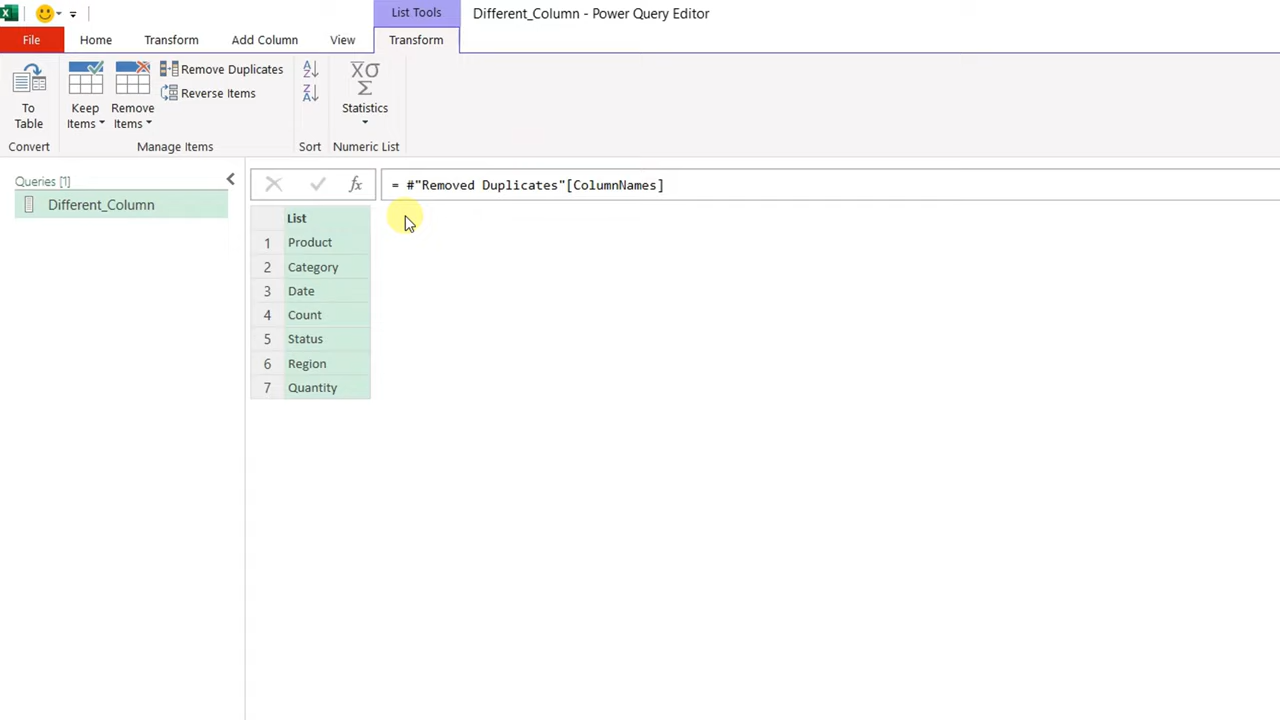 List Tools
Different_Column - Power Query Editor
File
Home
Transform
Add Column
View
Transform
To Table
Keep Items
Remove Items
Remove Duplicates
Reverse Items
Statistics
Convert
Manage Items
Sort
Numeric List
Queries [1]
Different_Column
fx
= #"Removed Duplicates"[ColumnNames]
List
1 Product
2 Category
3 Date
4 Count
5 Status
6 Region
7 Quantity